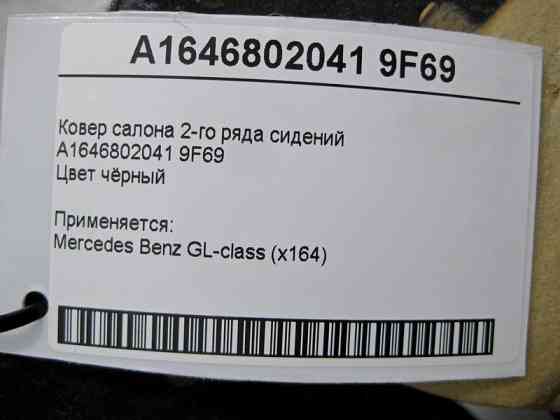 A1646802041 9F69
Ковер салона 2-го ряда сидений
A1646802041 9F69
Цвет чёрный
Применяется:
Mercedes Benz GL-class (x164)